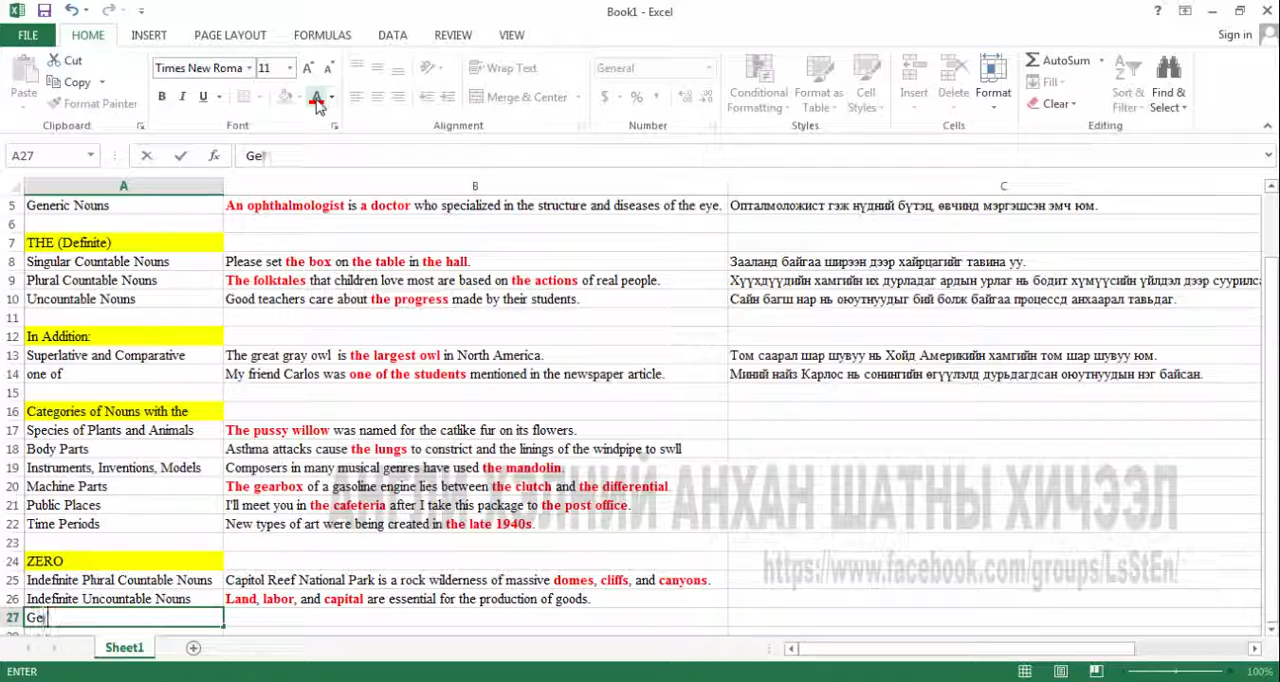 Book1 - Excel
FILE HOME INSERT PAGE LAYOUT FORMULAS DATA REVIEW VIEW Sign in
Paste Cut Copy Format Painter Clipboard
Times New Roma 11 B I U A Font
Wrap Text Merge & Center Alignment
General $ % Number
Conditional Formatting Format as Table Cell Styles Styles
Insert Delete Format Cells
AutoSum Fill Clear Sort & Filter Find & Select Editing
A27 fx Ge
A B C
5 Generic Nouns An ophthalmologist is a doctor who specialized in the structure and diseases of the eye. Опталмоложист гэж нүдний бүтэц, өвчинд мэргэшсэн эмч юм.
6
7 THE (Definite)
8 Singular Countable Nouns Please set the box on the table in the hall. Зааланд байгаа ширээн дээр хайрцагийг тавина уу.
9 Plural Countable Nouns The folktales that children love most are based on the actions of real people. Хүүхдүүдийн хамгийн их дурладаг ардын урлаг нь бодит хүмүүсийн үйлдэл дээр суурилса
10 Uncountable Nouns Good teachers care about the progress made by their students. Сайн багш нар нь оюутнуудыг бий болж байгаа процессд анхаарал тавьдаг.
11
12 In Addition:
13 Superlative and Comparative The great gray owl is the largest owl in North America. Том саарал шар шувуу нь Хойд Америкийн хамгийн том шар шувуу юм.
14 one of My friend Carlos was one of the students mentioned in the newspaper article. Миний найз Карлос нь сонингийн өгүүлэлд дурьдагдсан оюутнуудын нэг байсан.
15
16 Categories of Nouns with the
17 Species of Plants and Animals The pussy willow was named for the catlike fur on its flowers.
18 Body Parts Asthma attacks cause the lungs to constrict and the linings of the windpipe to swll
19 Instruments, Inventions, Models Composers in many musical genres have used the mandolin.
20 Machine Parts The gearbox of a gasoline engine lies between the clutch and the differential
21 Public Places I'll meet you in the cafeteria after I take this package to the post office.
22 Time Periods New types of art were being created in the late 1940s.
23
24 ZERO
25 Indefinite Plural Countable Nouns Capitol Reef National Park is a rock wilderness of massive domes, cliffs, and canyons.
26 Indefinite Uncountable Nouns Land, labor, and capital are essential for the production of goods.
27 Ge
ХЭЛНИЙ АНХАН ШАТНЫ ХИЧЭЭЛ
https://www.facebook.com/groups/LsStEn/
Sheet1
ENTER 100%